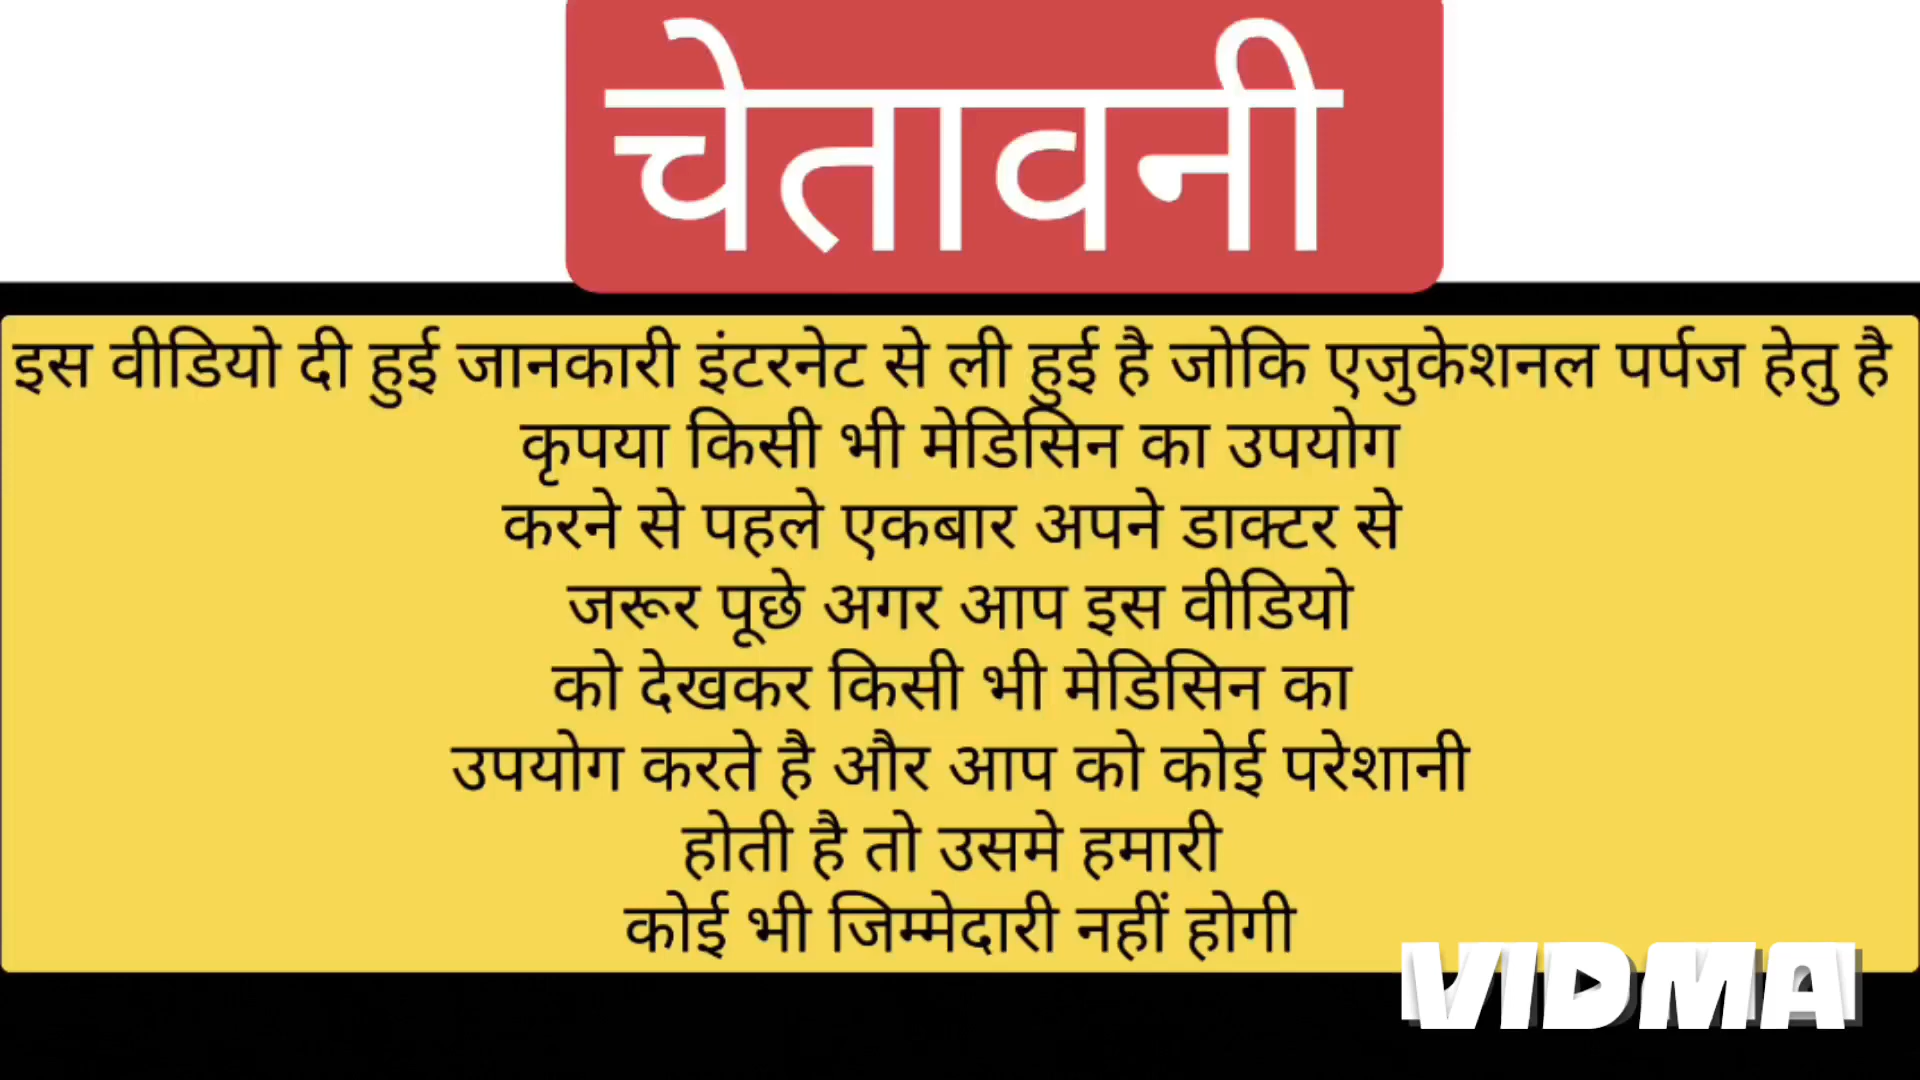 चेतावनी
इस वीडियो दी हुई जानकारी इंटरनेट से ली हुई है जोकि एजुकेशनल पर्पज हेतु है
कृपया किसी भी मेडिसिन का उपयोग
करने से पहले एकबार अपने डाक्टर से
जरूर पूछे अगर आप इस वीडियो
को देखकर किसी भी मेडिसिन का
उपयोग करते है और आप को कोई परेशानी
होती है तो उसमे हमारी
कोई भी जिम्मेदारी नहीं होगी
VIDMA